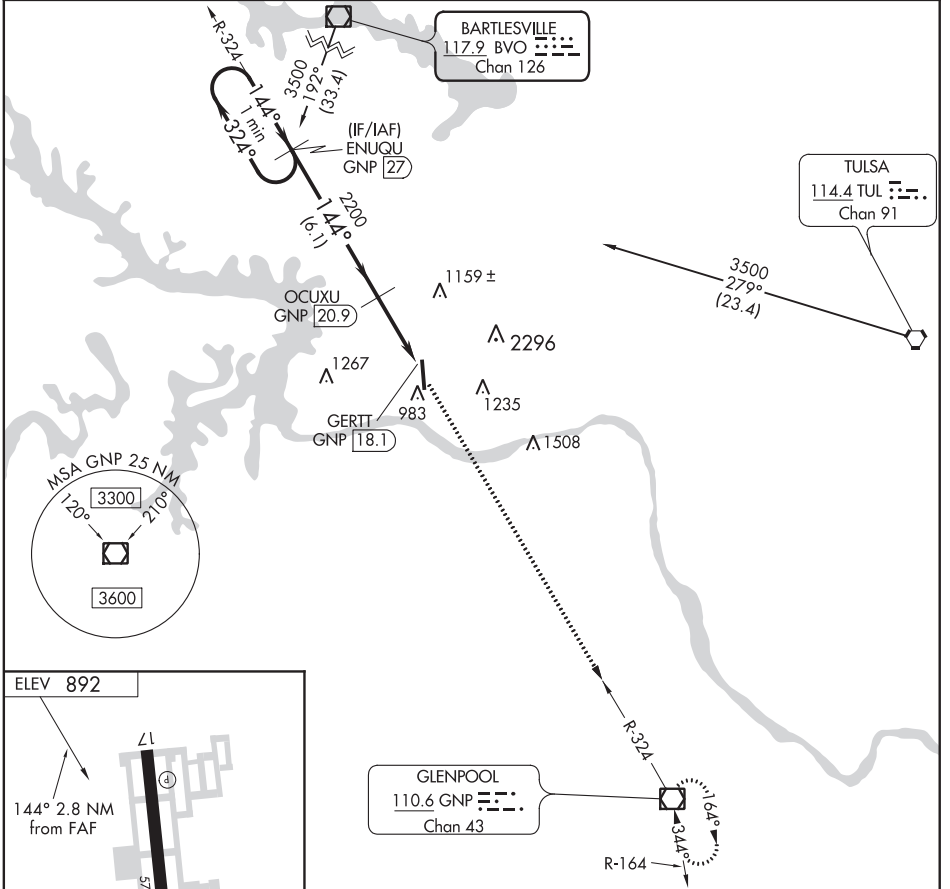 R-324
BARTLESVILLE
117.9 BVO
Chan 126
3500
192°
(33.4)
144°
1 min
324°
(IF/IAF)
ENUQU
GNP 27
TULSA
114.4 TUL
Chan 91
2200
144°
(6.1)
3500
279°
(23.4)
OCUXU
GNP 20.9
1159 ±
2296
1267
GERTT
GNP 18.1
983
1235
1508
MSA GNP 25 NM
120°
3300
210°
3600
ELEV 892
17
P
144° 2.8 NM
from FAF
57
R-324
GLENPOOL
110.6 GNP
Chan 43
164°
344°
R-164